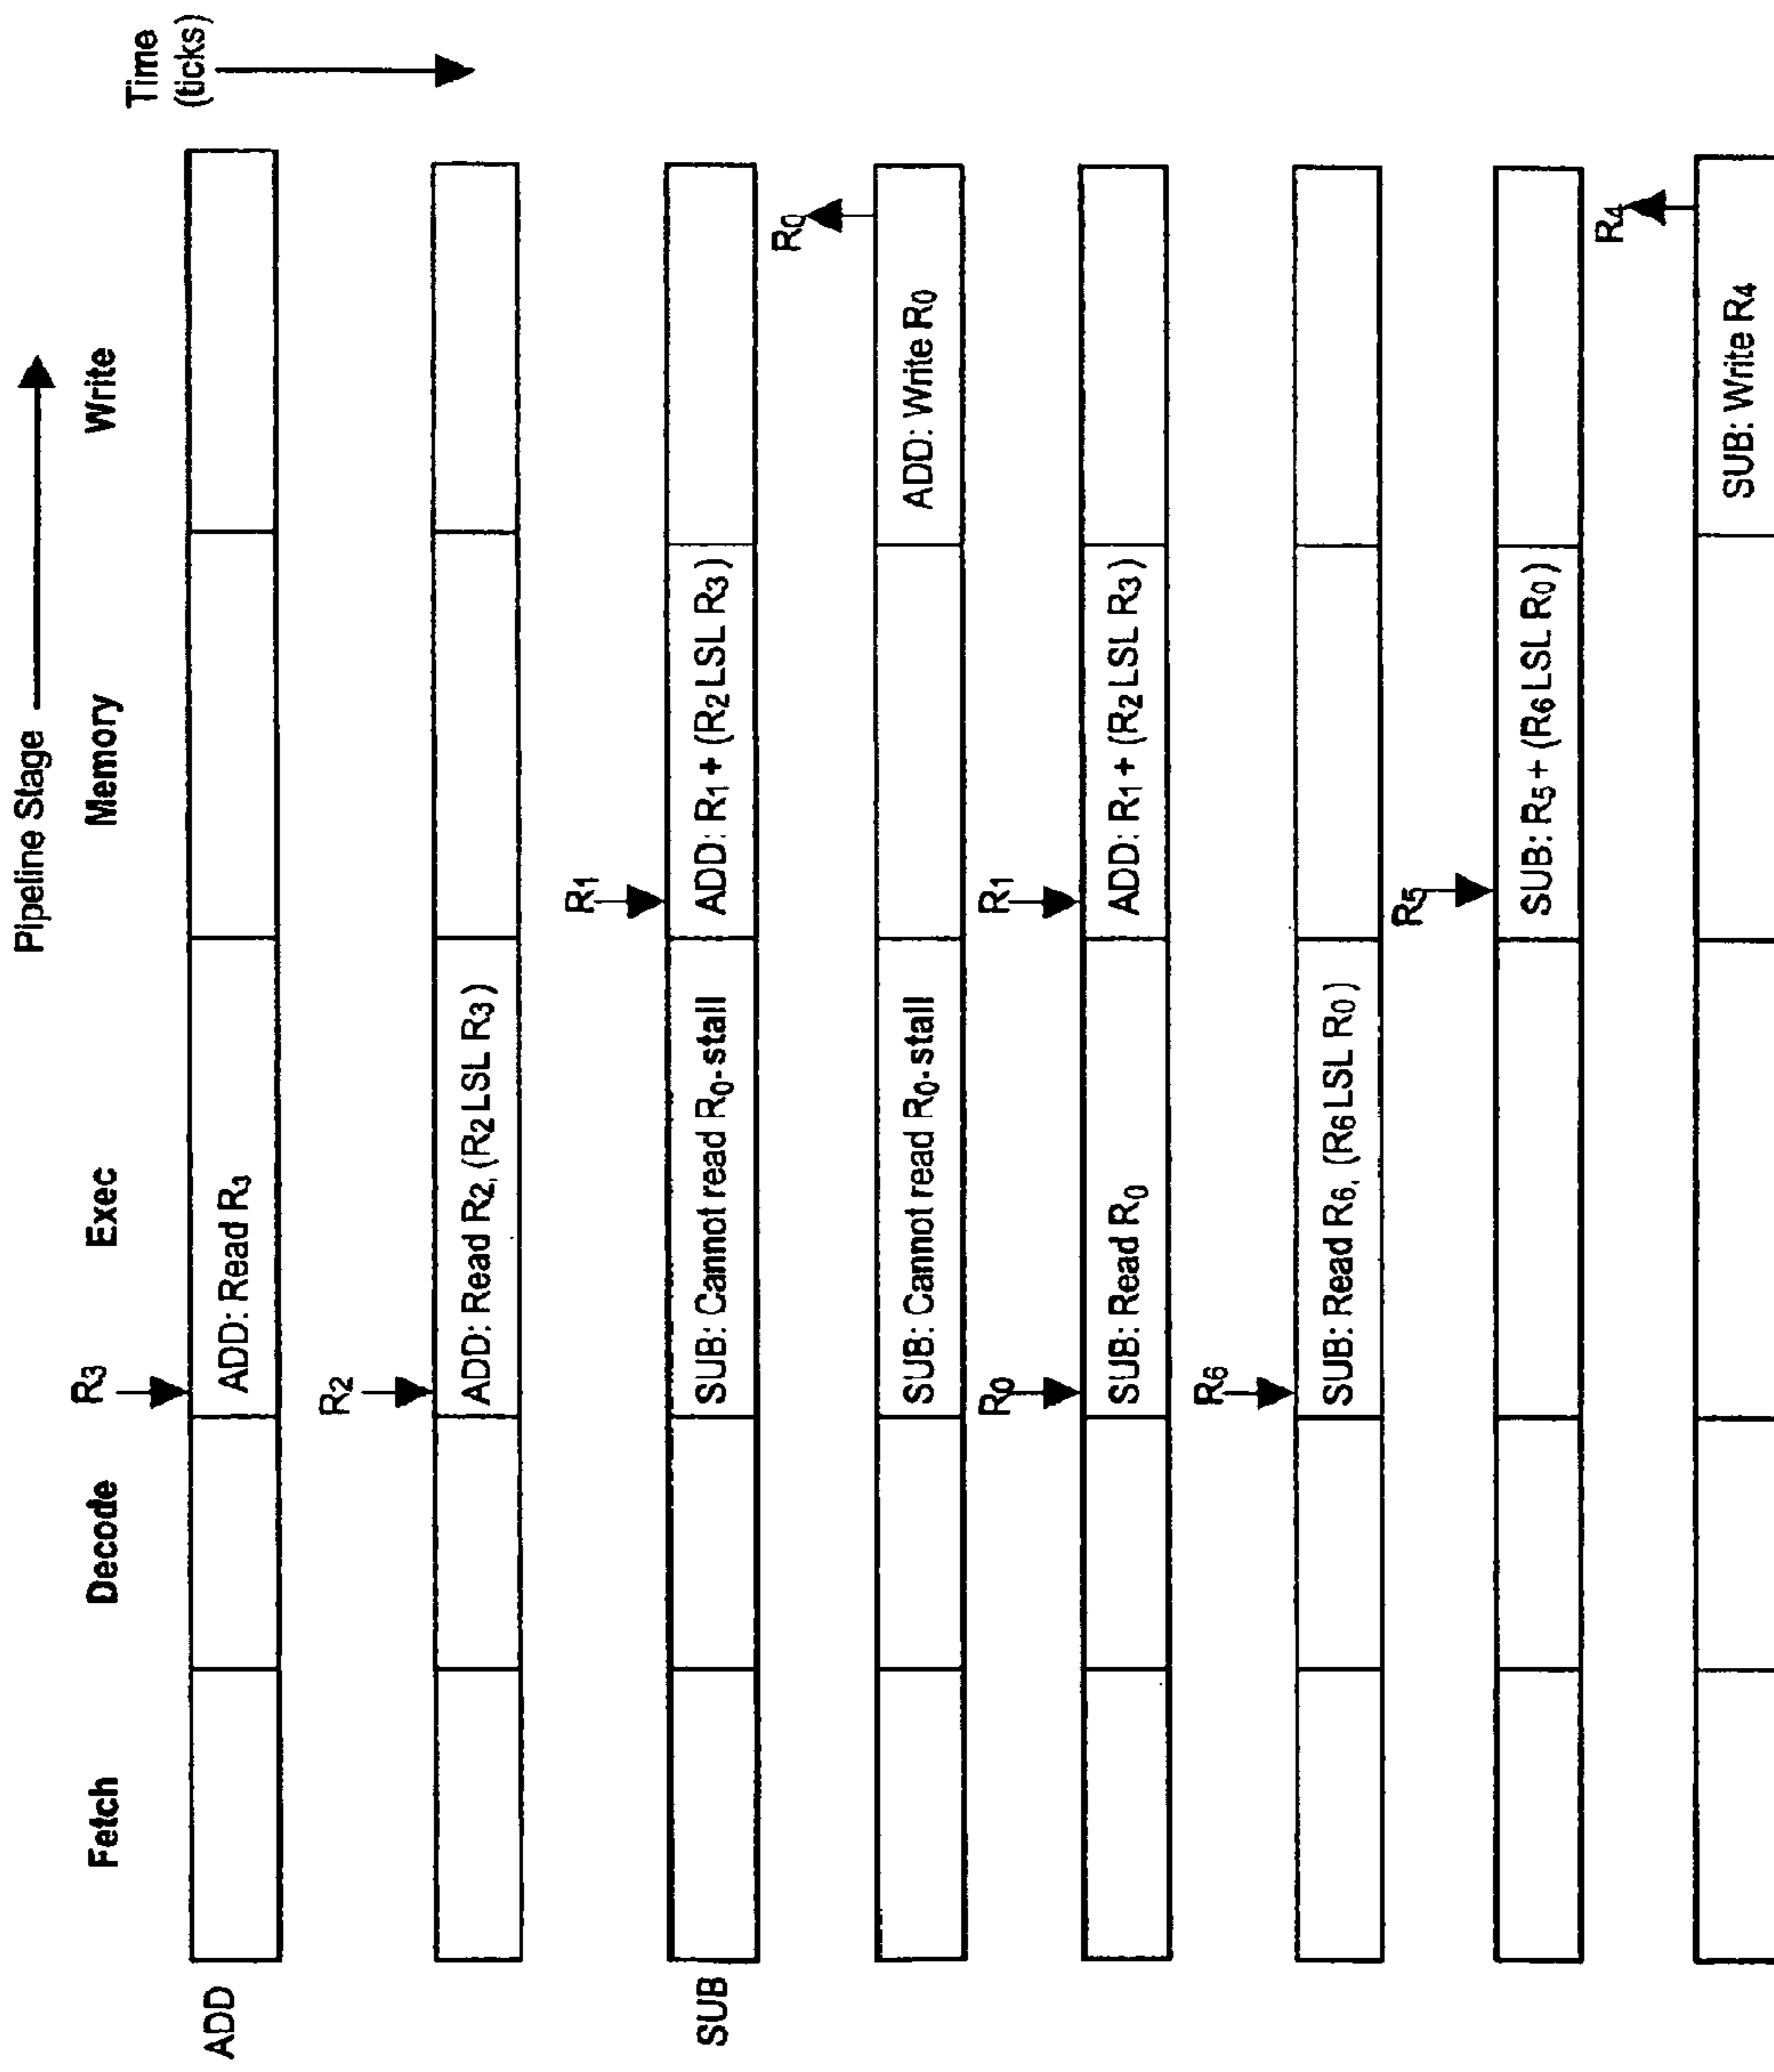 Pipeline Stage
Time
(ticks)
Fetch
Decode
Exec
Memory
Write
R3
ADD
ADD: Read R3
R2
ADD: Read R2, (R2 LSL R3)
R1
SUB
SUB: Cannot read R0-stall
ADD: R1 + (R2 LSL R3)
R0
SUB: Cannot read R0-stall
ADD: Write R0
R0
R1
SUB: Read R0
ADD: R1 + (R2 LSL R3)
R6
SUB: Read R6, (R6 LSL R0)
R5
SUB: R5 + (R6 LSL R0)
R4
SUB: Write R4